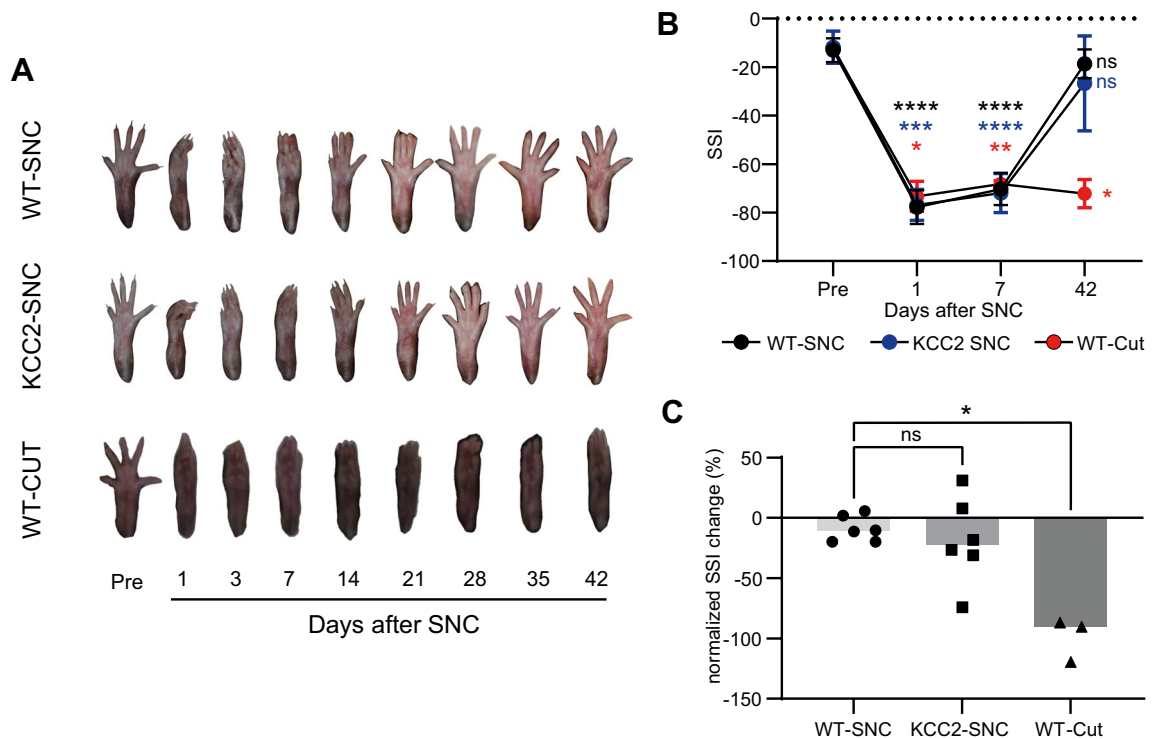 A
WT-SNC
KCC2-SNC
WT-CUT
Pre 1 3 7 14 21 28 35 42
Days after SNC
B
SSI
0
-20
-40
-60
-80
-100
**** ****
*** ****
* **
ns
ns
*
Pre 1 7 42
Days after SNC
WT-SNC KCC2 SNC WT-Cut
C
*
ns
normalized SSI change (%)
50
0
-50
-100
-150
WT-SNC KCC2-SNC WT-Cut